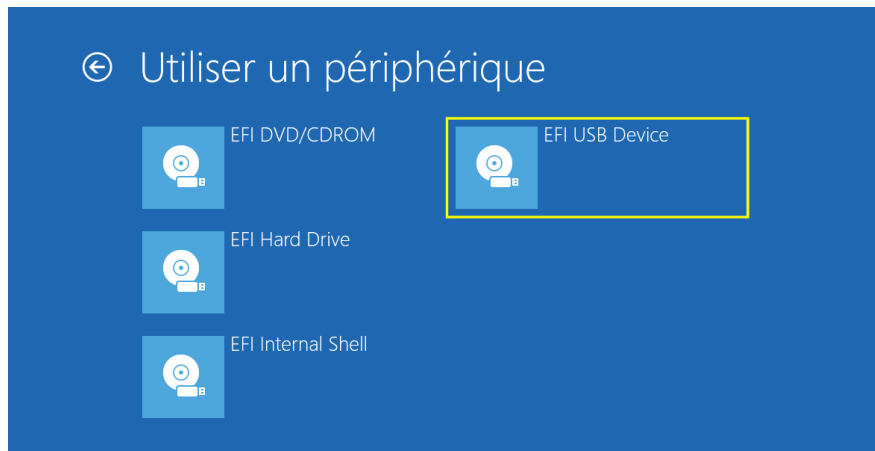 Utiliser un périphérique
EFI DVD/CDROM
EFI USB Device
EFI Hard Drive
EFI Internal Shell